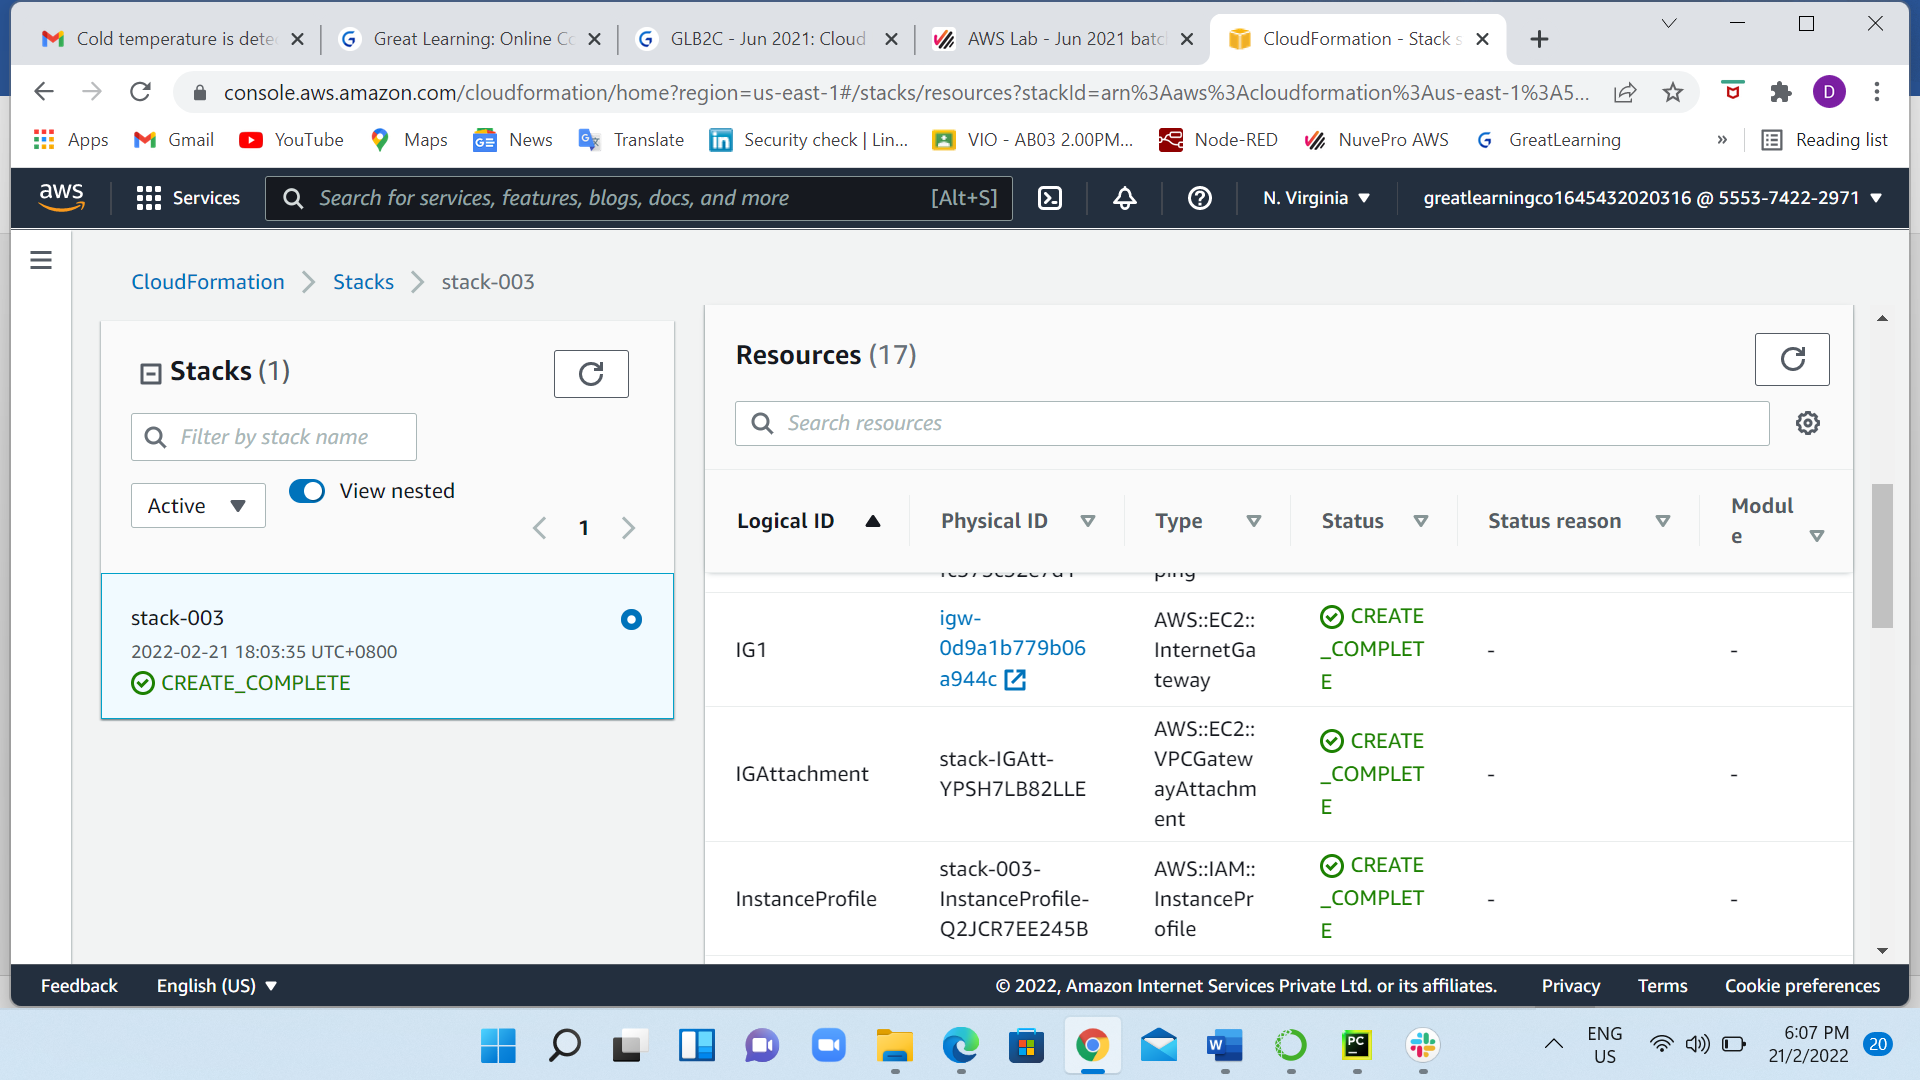 Cold temperature is dete
Great Learning: Online Co
GLB2C - Jun 2021: Cloud
AWS Lab - Jun 2021 batc
CloudFormation - Stack s
console.aws.amazon.com/cloudformation/home?region=us-east-1#/stacks/resources?stackId=arn%3Aaws%3Acloudformation%3Aus-east-1%3A5...
D
Apps
Gmail
YouTube
Maps
News
Translate
Security check | Lin...
VIO - AB03 2.00PM...
Node-RED
NuvePro AWS
GreatLearning
»
Reading list
aws
Services
Search for services, features, blogs, docs, and more
[Alt+S]
N. Virginia
greatlearningco1645432020316 @ 5553-7422-2971
CloudFormation
Stacks
stack-003
Stacks (1)
Filter by stack name
Active
View nested
1
stack-003
2022-02-21 18:03:35 UTC+0800
CREATE_COMPLETE
Resources (17)
Search resources
Logical ID
Physical ID
Type
Status
Status reason
Modul
e
ping
IG1
igw-
0d9a1b779b06
a944c
AWS::EC2::
InternetGa
teway
CREATE
_COMPLET
E
-
-
IGAttachment
stack-IGAtt-
YPSH7LB82LLE
AWS::EC2::
VPCGatew
ayAttachm
ent
CREATE
_COMPLET
E
-
-
InstanceProfile
stack-003-
InstanceProfile-
Q2JCR7EE245B
AWS::IAM::
InstancePr
ofile
CREATE
_COMPLET
E
-
-
Feedback
English (US)
© 2022, Amazon Internet Services Private Ltd. or its affiliates.
Privacy
Terms
Cookie preferences
ENG
US
6:07 PM
21/2/2022
20